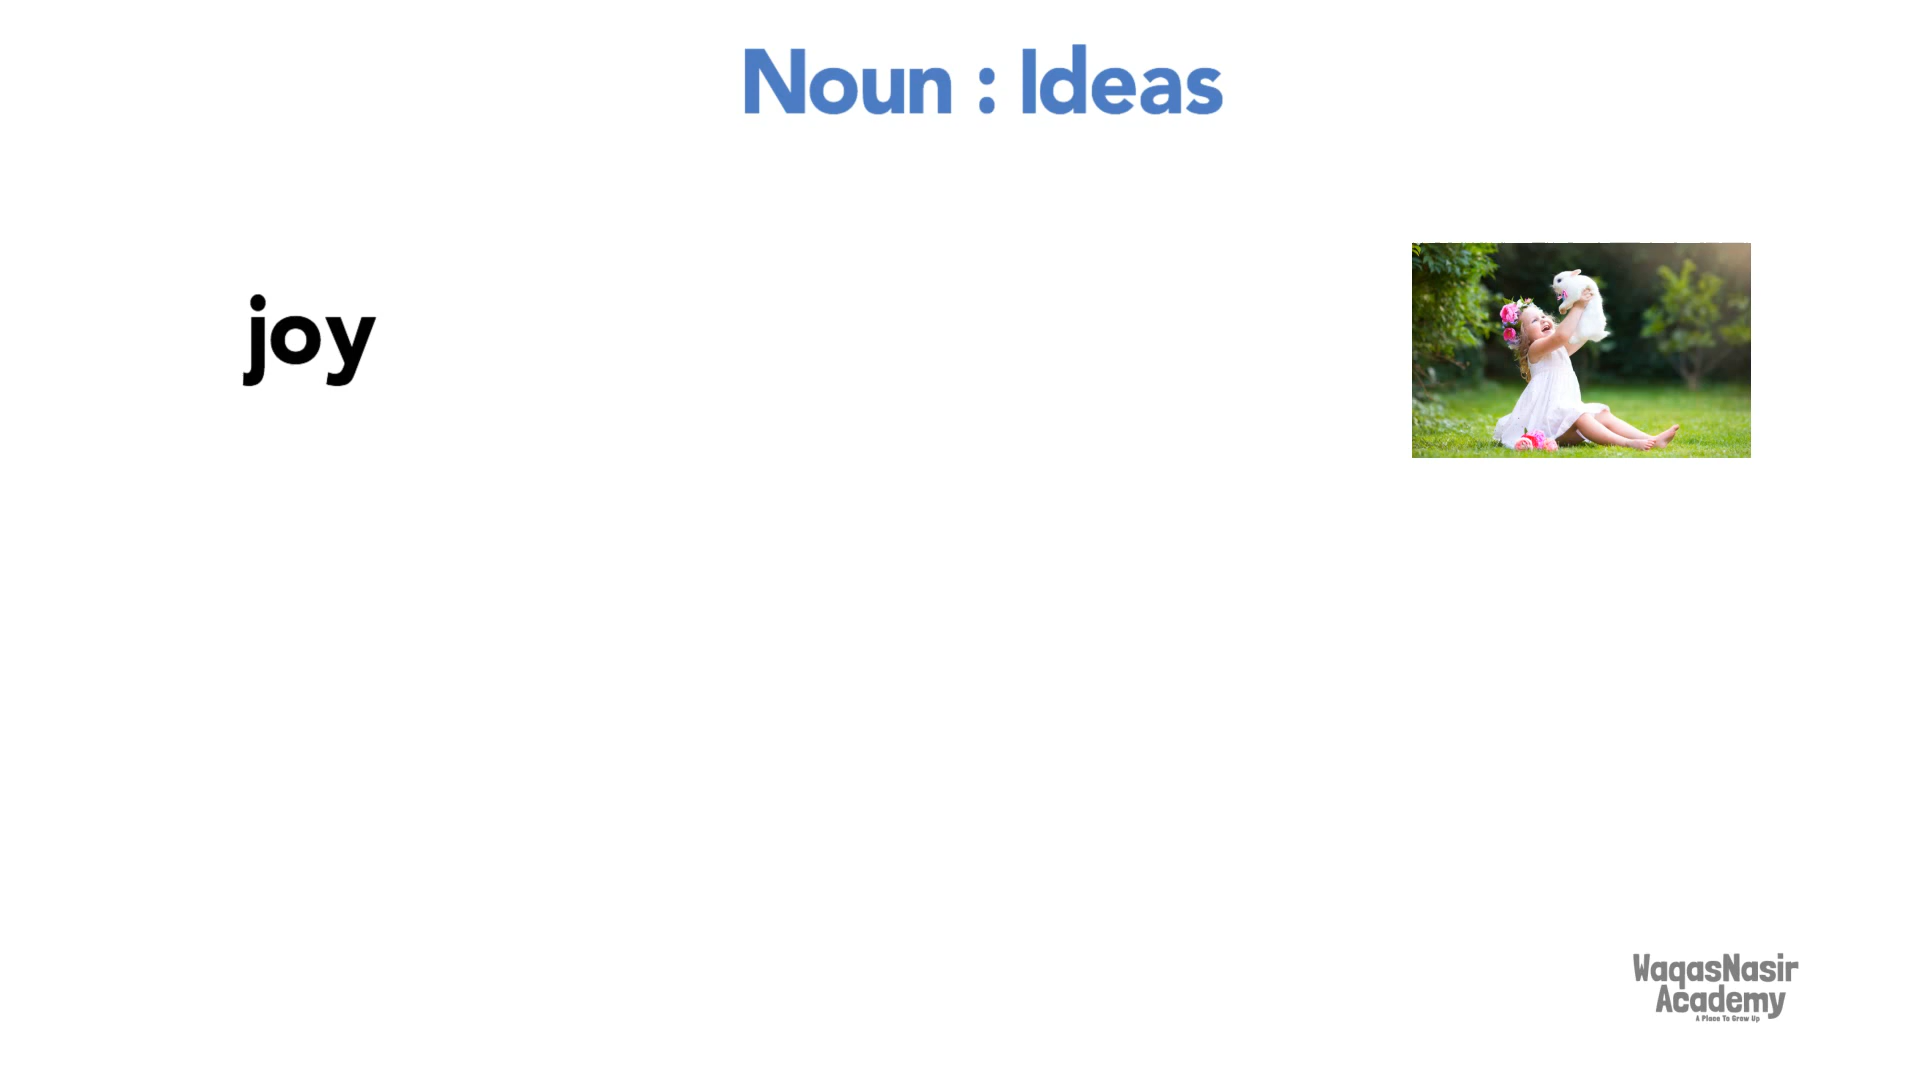 Noun : Ideas
joy
WaqasNasir
Academy
A Place To Grow Up